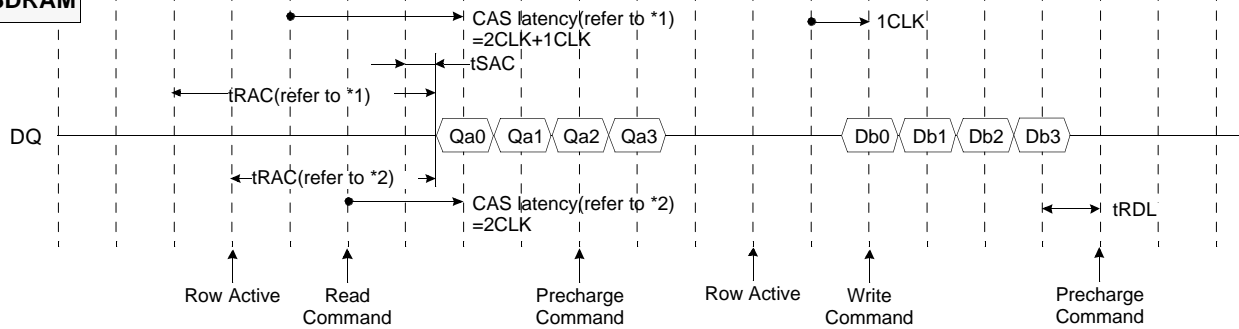 SDRAM
CAS latency(refer to *1)
=2CLK+1CLK
1CLK
tSAC
tRAC(refer to *1)
DQ
Qa0 Qa1 Qa2 Qa3
Db0 Db1 Db2 Db3
tRAC(refer to *2)
CAS latency(refer to *2)
=2CLK
tRDL
Row Active
Read
Command
Precharge
Command
Row Active
Write
Command
Precharge
Command